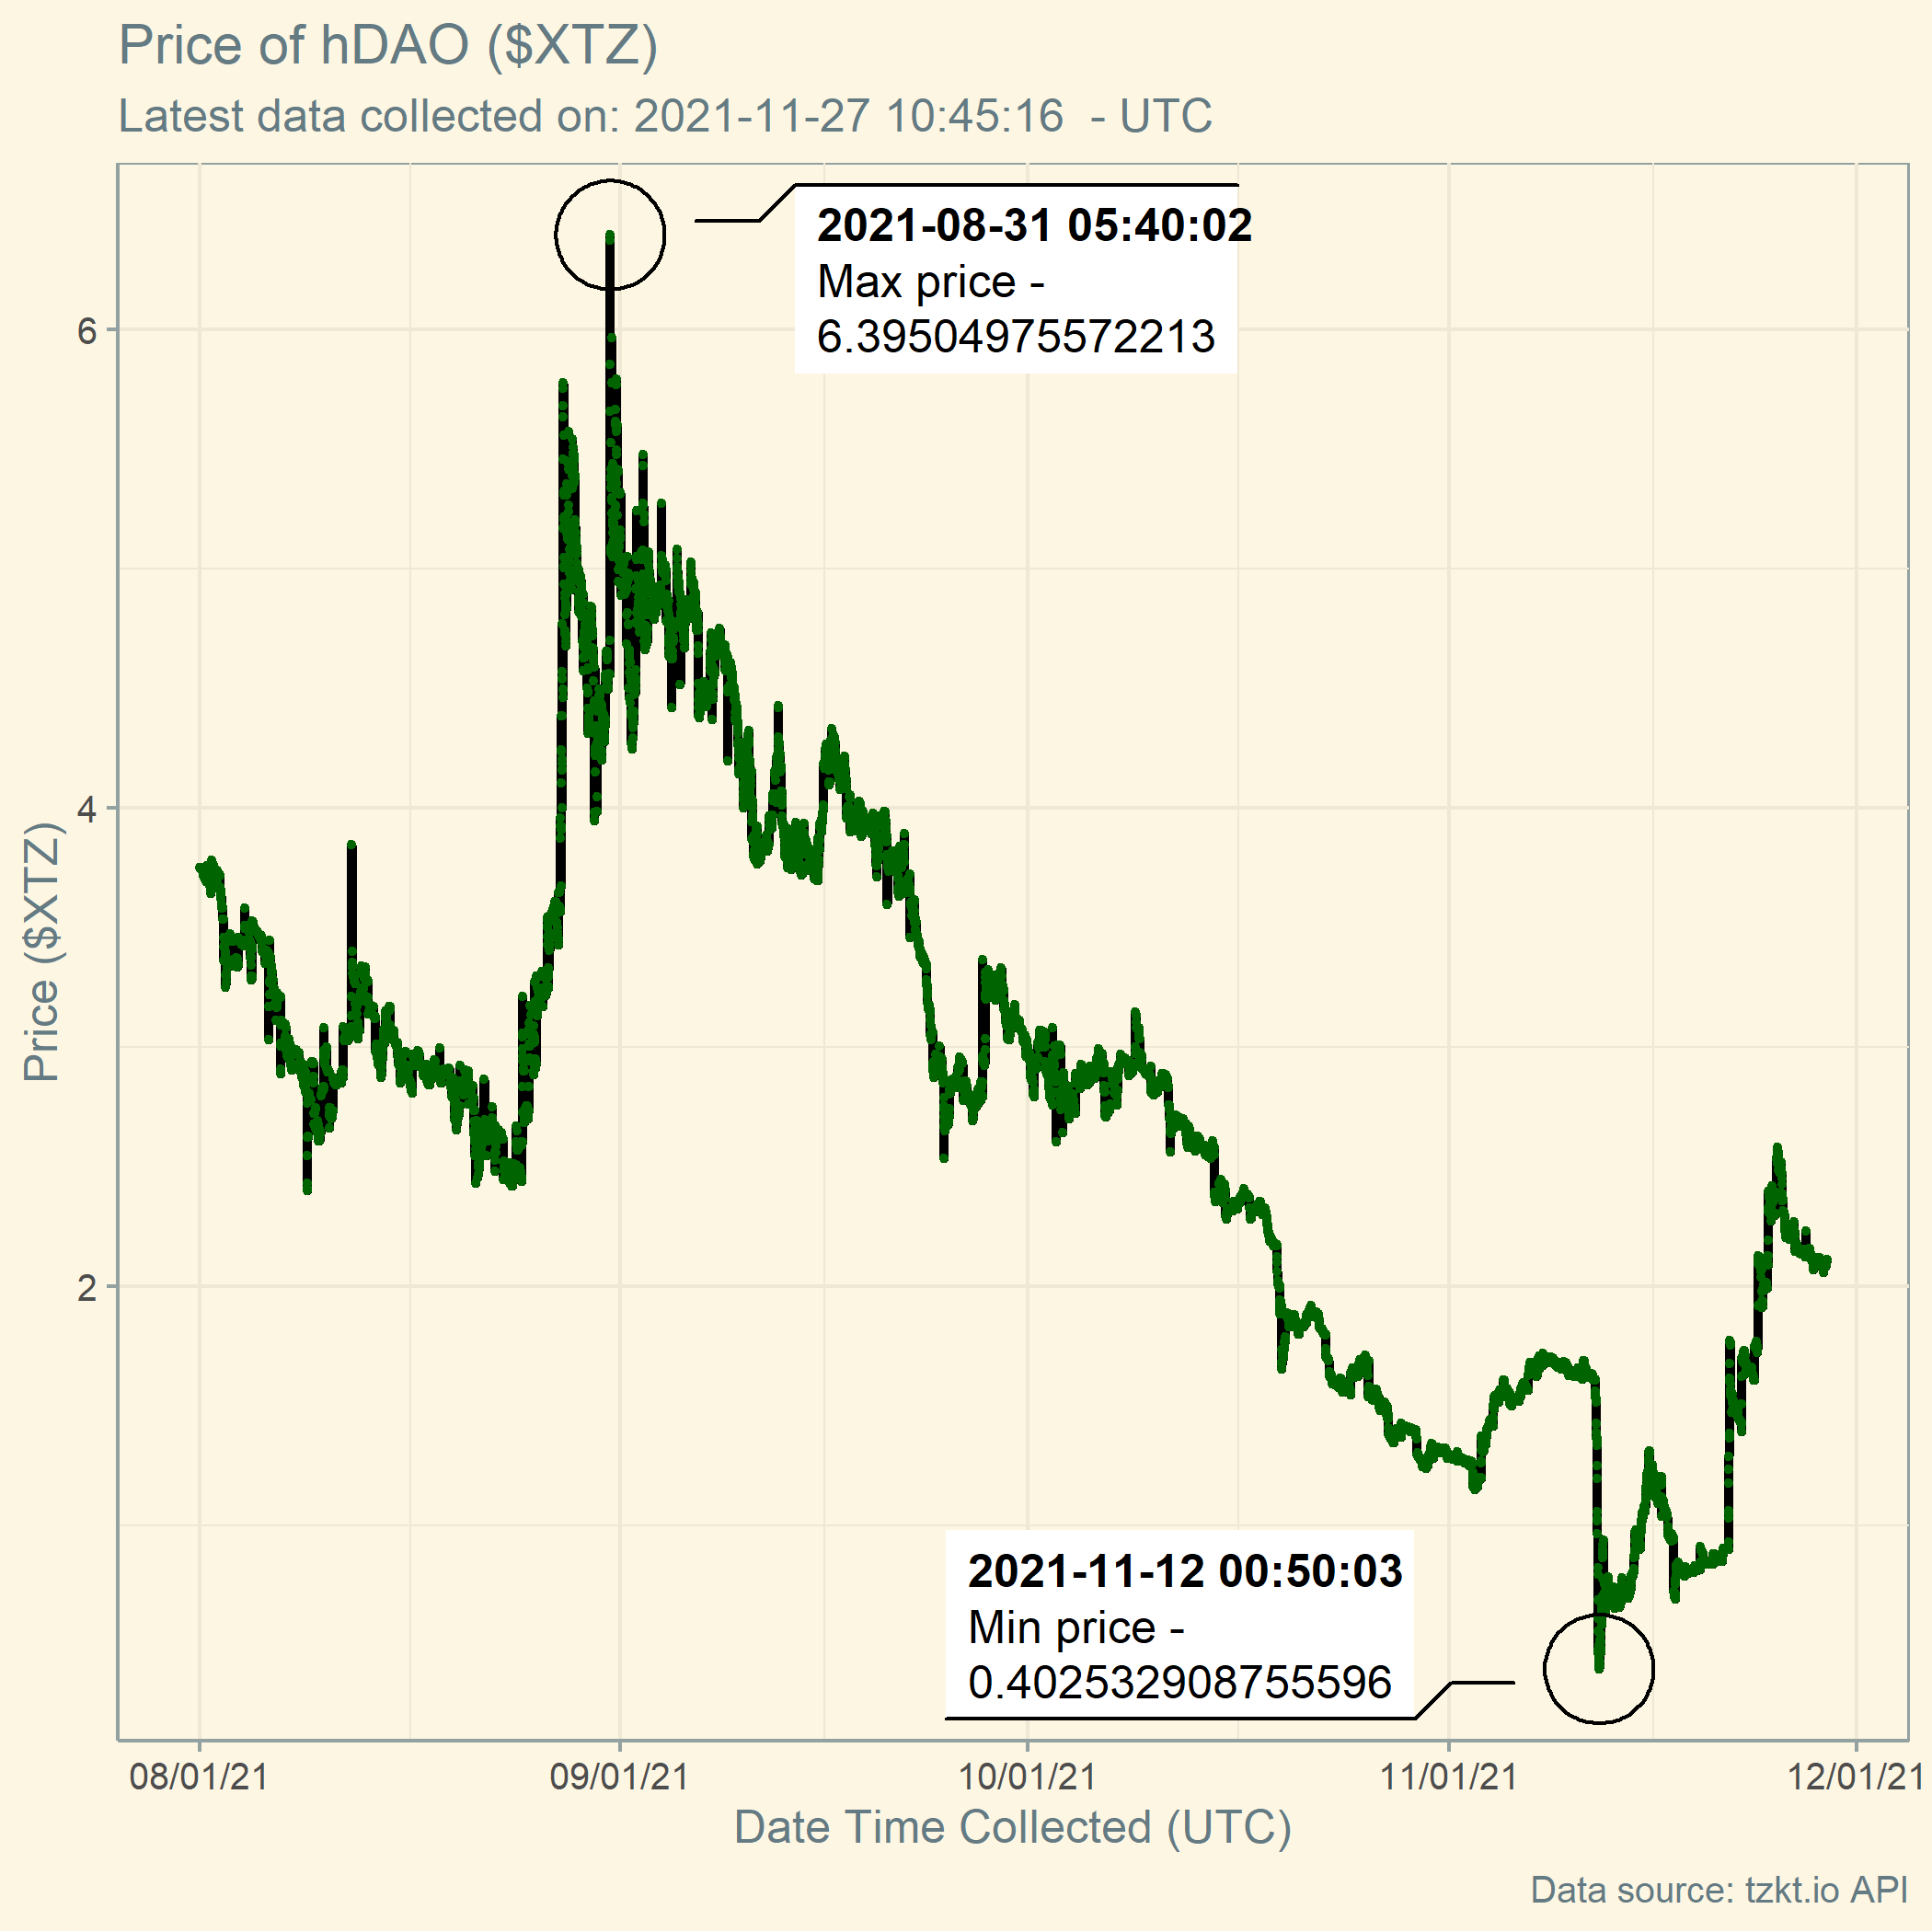 Price of hDAO ($XTZ)
Latest data collected on: 2021-11-27 10:45:16  - UTC
2021-08-31 05:40:02
Max price -
6.39504975572213
6
4
2
Price ($XTZ)
2021-11-12 00:50:03
Min price -
0.402532908755596
08/01/21
09/01/21
10/01/21
11/01/21
12/01/21
Date Time Collected (UTC)
Data source: tzkt.io API